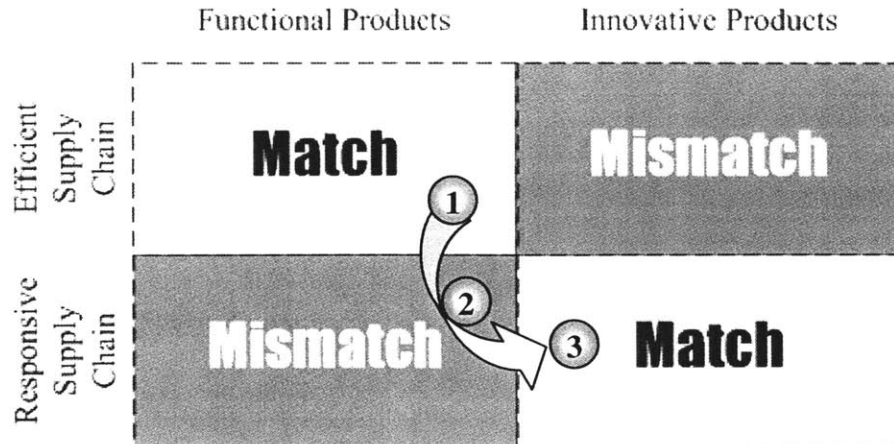 Functional Products Innovative Products
Efficient
Supply
Chain
Match Mismatch
1
Responsive
Supply
Chain
2
Mismatch 3 Match